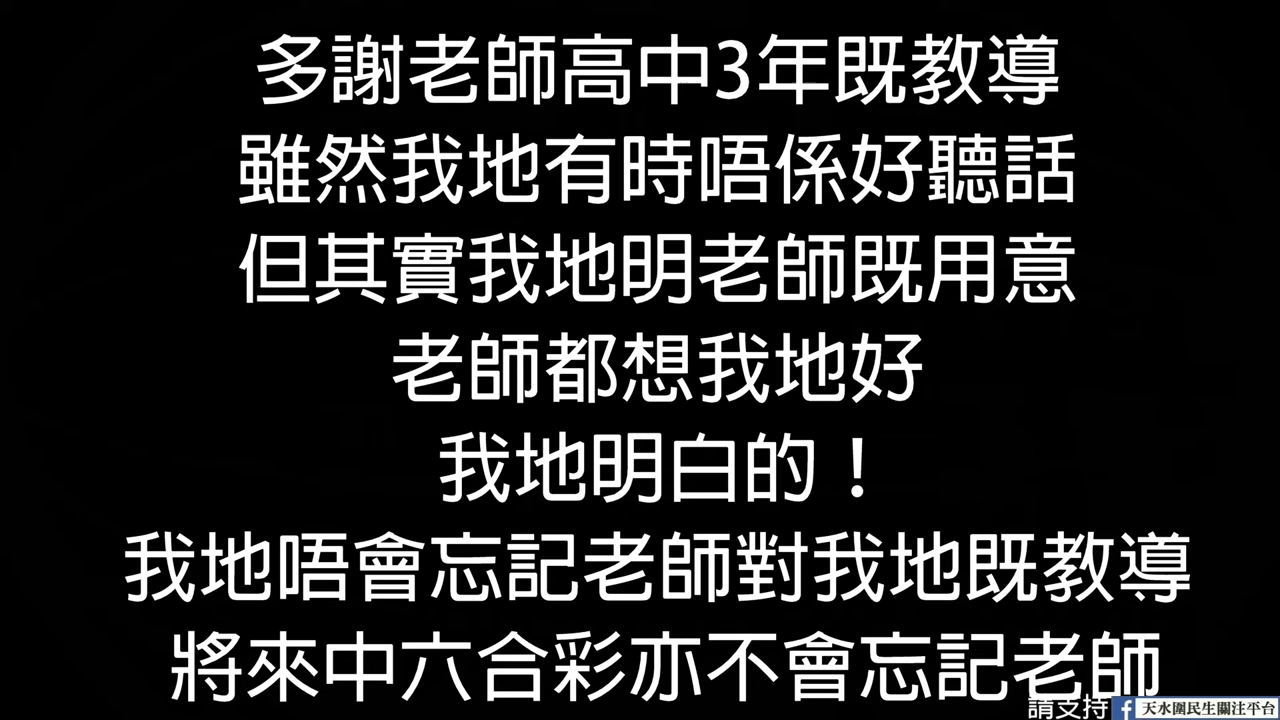 多謝老師高中3年既教導
雖然我地有時唔係好聽話
但其實我地明老師既用意
老師都想我地好
我地明白的！
我地唔會忘記老師對我地既教導
將來中六合彩亦不會忘記老師
請支持 f 天水圍民生關注平台